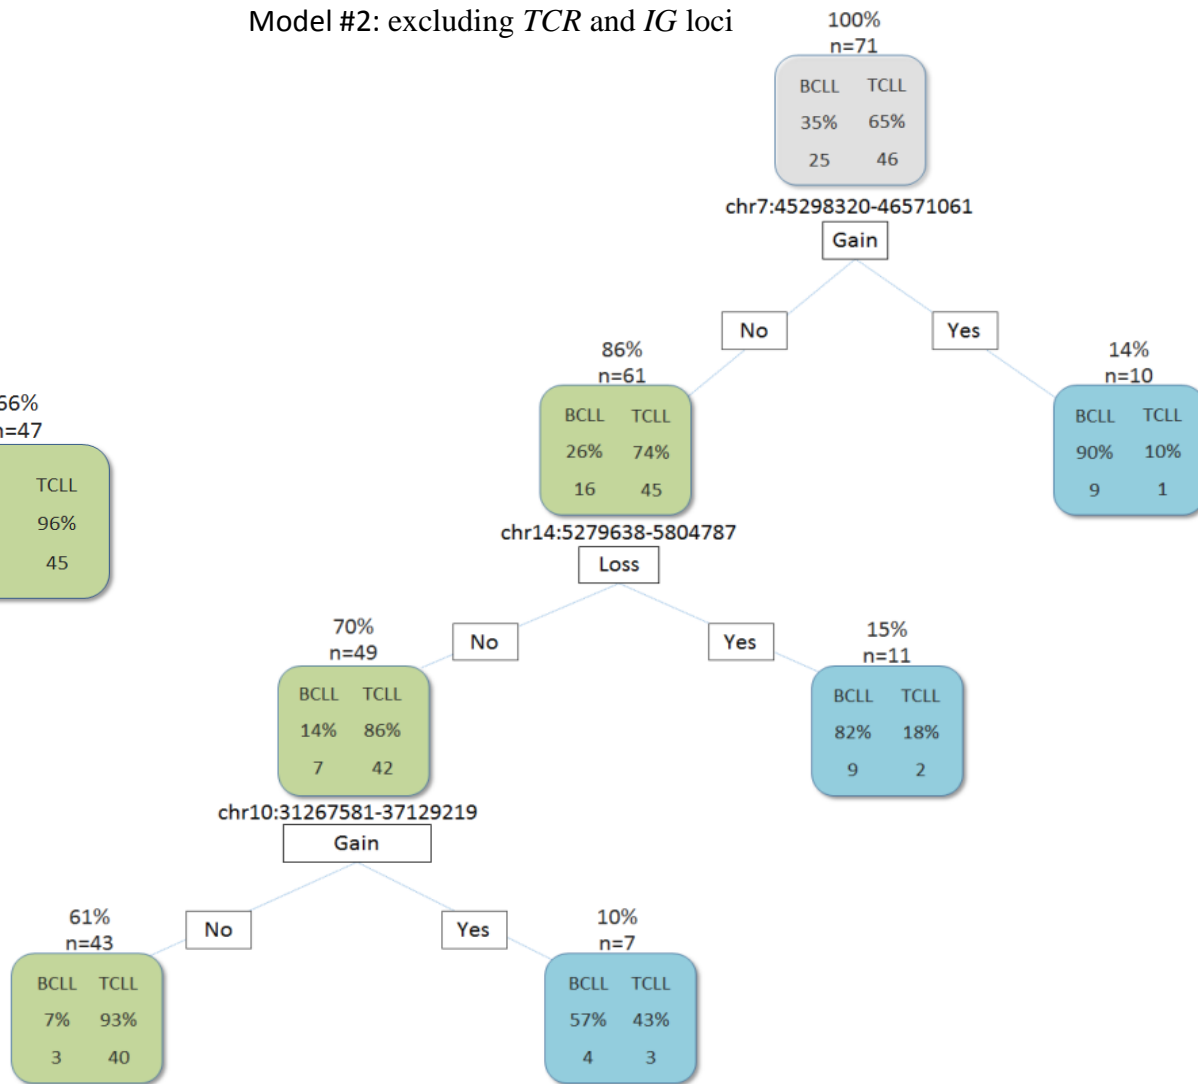 Model #2: excluding TCR and IG loci
100%
n=71
BCLL TCLL
35% 65%
25 46
chr7:45298320-46571061
Gain
No
Yes
86%
n=61
BCLL TCLL
26% 74%
16 45
14%
n=10
BCLL TCLL
90% 10%
9 1
66%
n=47
TCLL
96%
45
chr14:5279638-5804787
Loss
No
Yes
70%
n=49
BCLL TCLL
14% 86%
7 42
15%
n=11
BCLL TCLL
82% 18%
9 2
chr10:31267581-37129219
Gain
No
Yes
61%
n=43
BCLL TCLL
7% 93%
3 40
10%
n=7
BCLL TCLL
57% 43%
4 3